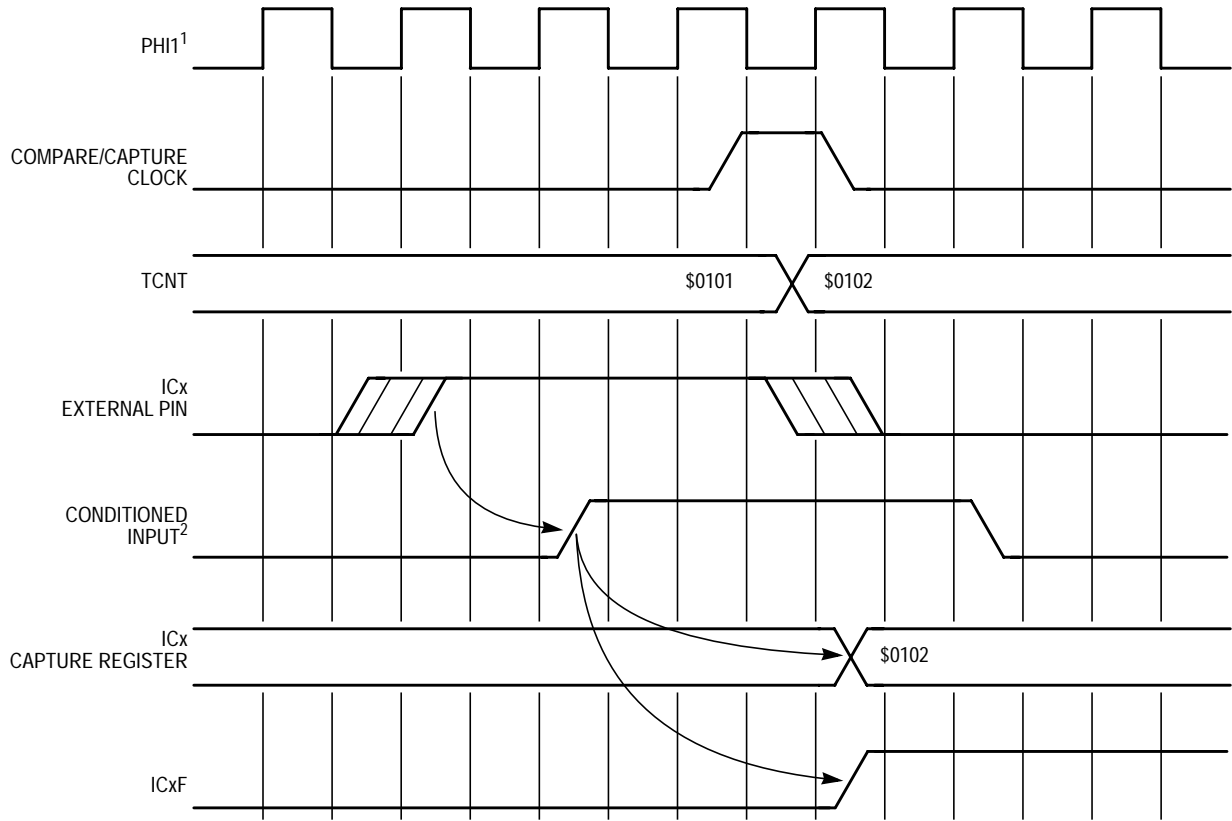 PHI1¹
COMPARE/CAPTURE
CLOCK
TCNT
$0101
$0102
ICx
EXTERNAL PIN
CONDITIONED
INPUT²
ICx
CAPTURE REGISTER
$0102
ICxF